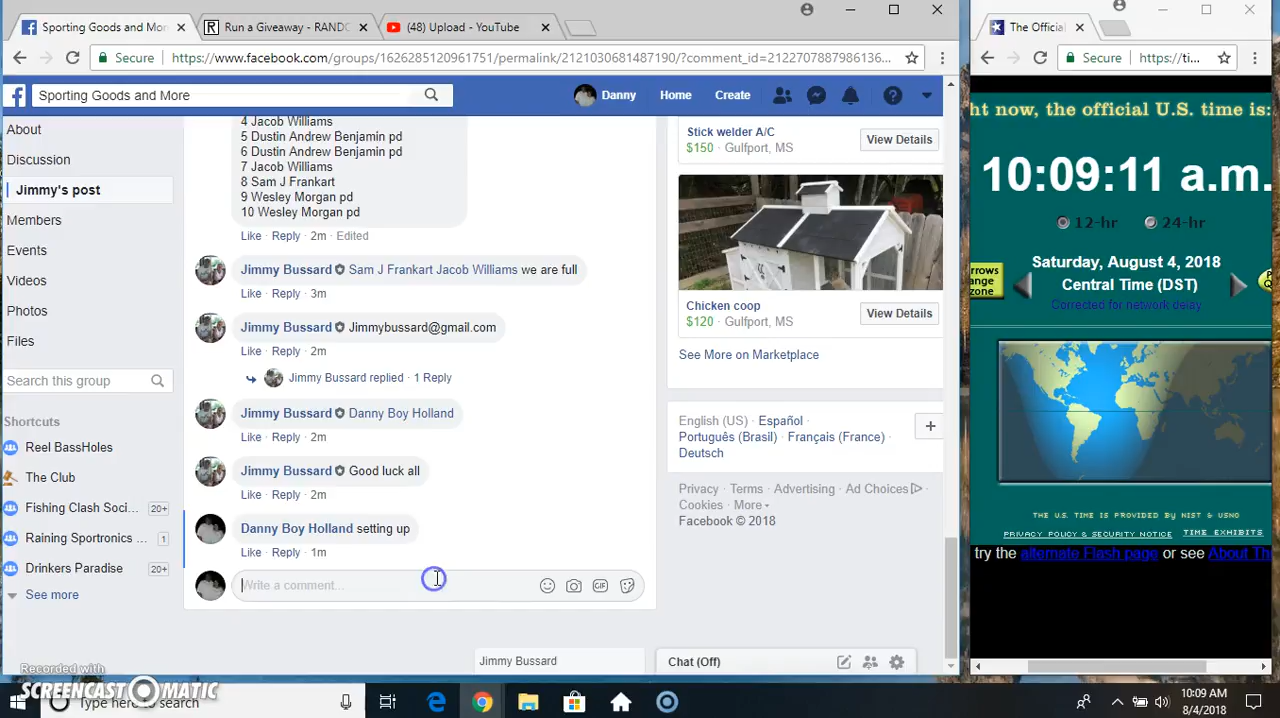 Sporting Goods and Mor
Run a Giveaway - RANDO
(48) Upload - YouTube
Secure
https://www.facebook.com/groups/1626285120961751/permalink/2121030681487190/?comment_id=2122707887986136...
Sporting Goods and More
Danny
Home
Create
About
Discussion
Jimmy's post
Members
Events
Videos
Photos
Files
Search this group
Shortcuts
Reel BassHoles
The Club
Fishing Clash Soci... 20+
Raining Sportronics ... 1
Drinkers Paradise 20+
See more
4 Jacob Williams
5 Dustin Andrew Benjamin pd
6 Dustin Andrew Benjamin pd
7 Jacob Williams
8 Sam J Frankart
9 Wesley Morgan pd
10 Wesley Morgan pd
Like · Reply · 2m · Edited
Jimmy Bussard Sam J Frankart Jacob Williams we are full
Like · Reply · 3m
Jimmy Bussard Jimmybussard@gmail.com
Like · Reply · 2m
Jimmy Bussard replied · 1 Reply
Jimmy Bussard Danny Boy Holland
Like · Reply · 2m
Jimmy Bussard Good luck all
Like · Reply · 2m
Danny Boy Holland setting up
Like · Reply · 1m
Write a comment...
GIF
Jimmy Bussard
Stick welder A/C
$150 · Gulfport, MS
View Details
Chicken coop
$120 · Gulfport, MS
View Details
See More on Marketplace
English (US) · Español ·
Português (Brasil) · Français (France) ·
Deutsch
Privacy · Terms · Advertising · Ad Choices
Cookies · More
Facebook © 2018
Chat (Off)
The Official
Secure
https://ti...
ht now, the official U.S. time is:
10:09:11 a.m.
12-hr
24-hr
Saturday, August 4, 2018
Central Time (DST)
Corrected for network delay
rrows
ange
zone
THE U.S. TIME IS PROVIDED BY NIST & USNO
PRIVACY POLICY & SECURITY NOTICE
TIME EXHIBITS
try the alternate Flash page or see About Th
Recorded with
SCREENCAST-O-MATIC
Type here to search
10:09 AM
8/4/2018